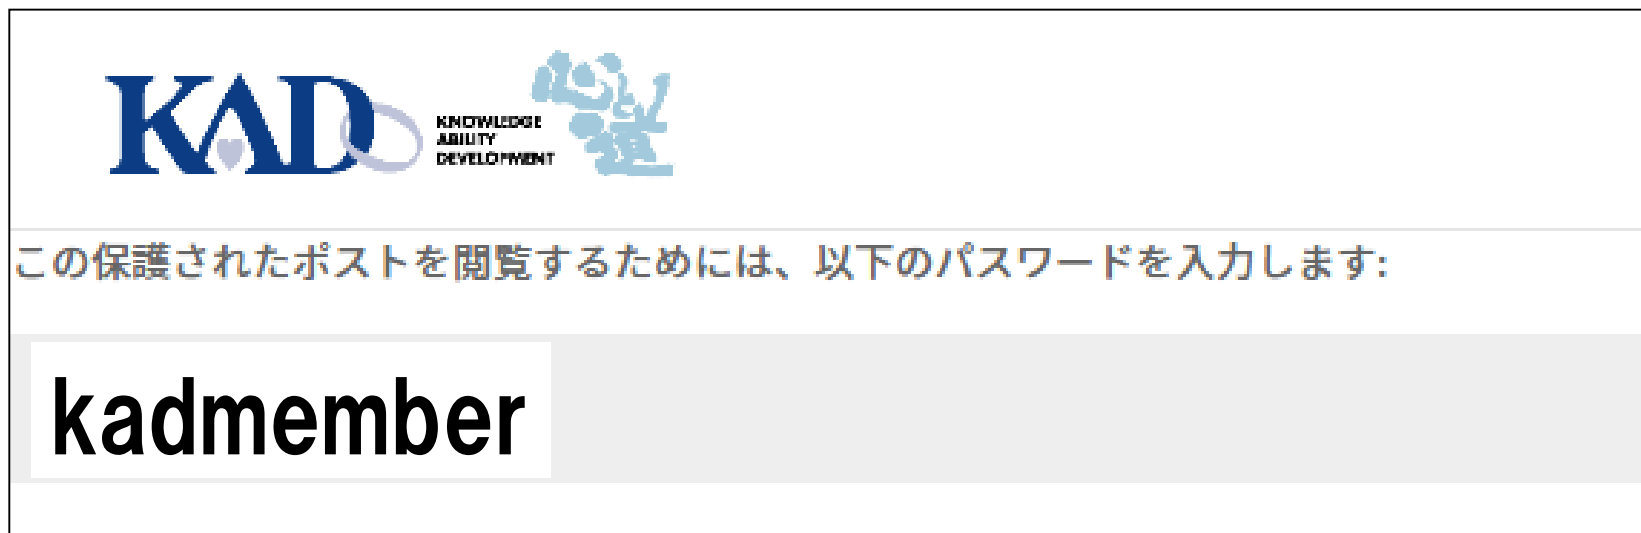 KAD
KNOWLEDGE
ABILITY
DEVELOPMENT
この保護されたポストを閲覧するためには、以下のパスワードを入力します:
kadmember